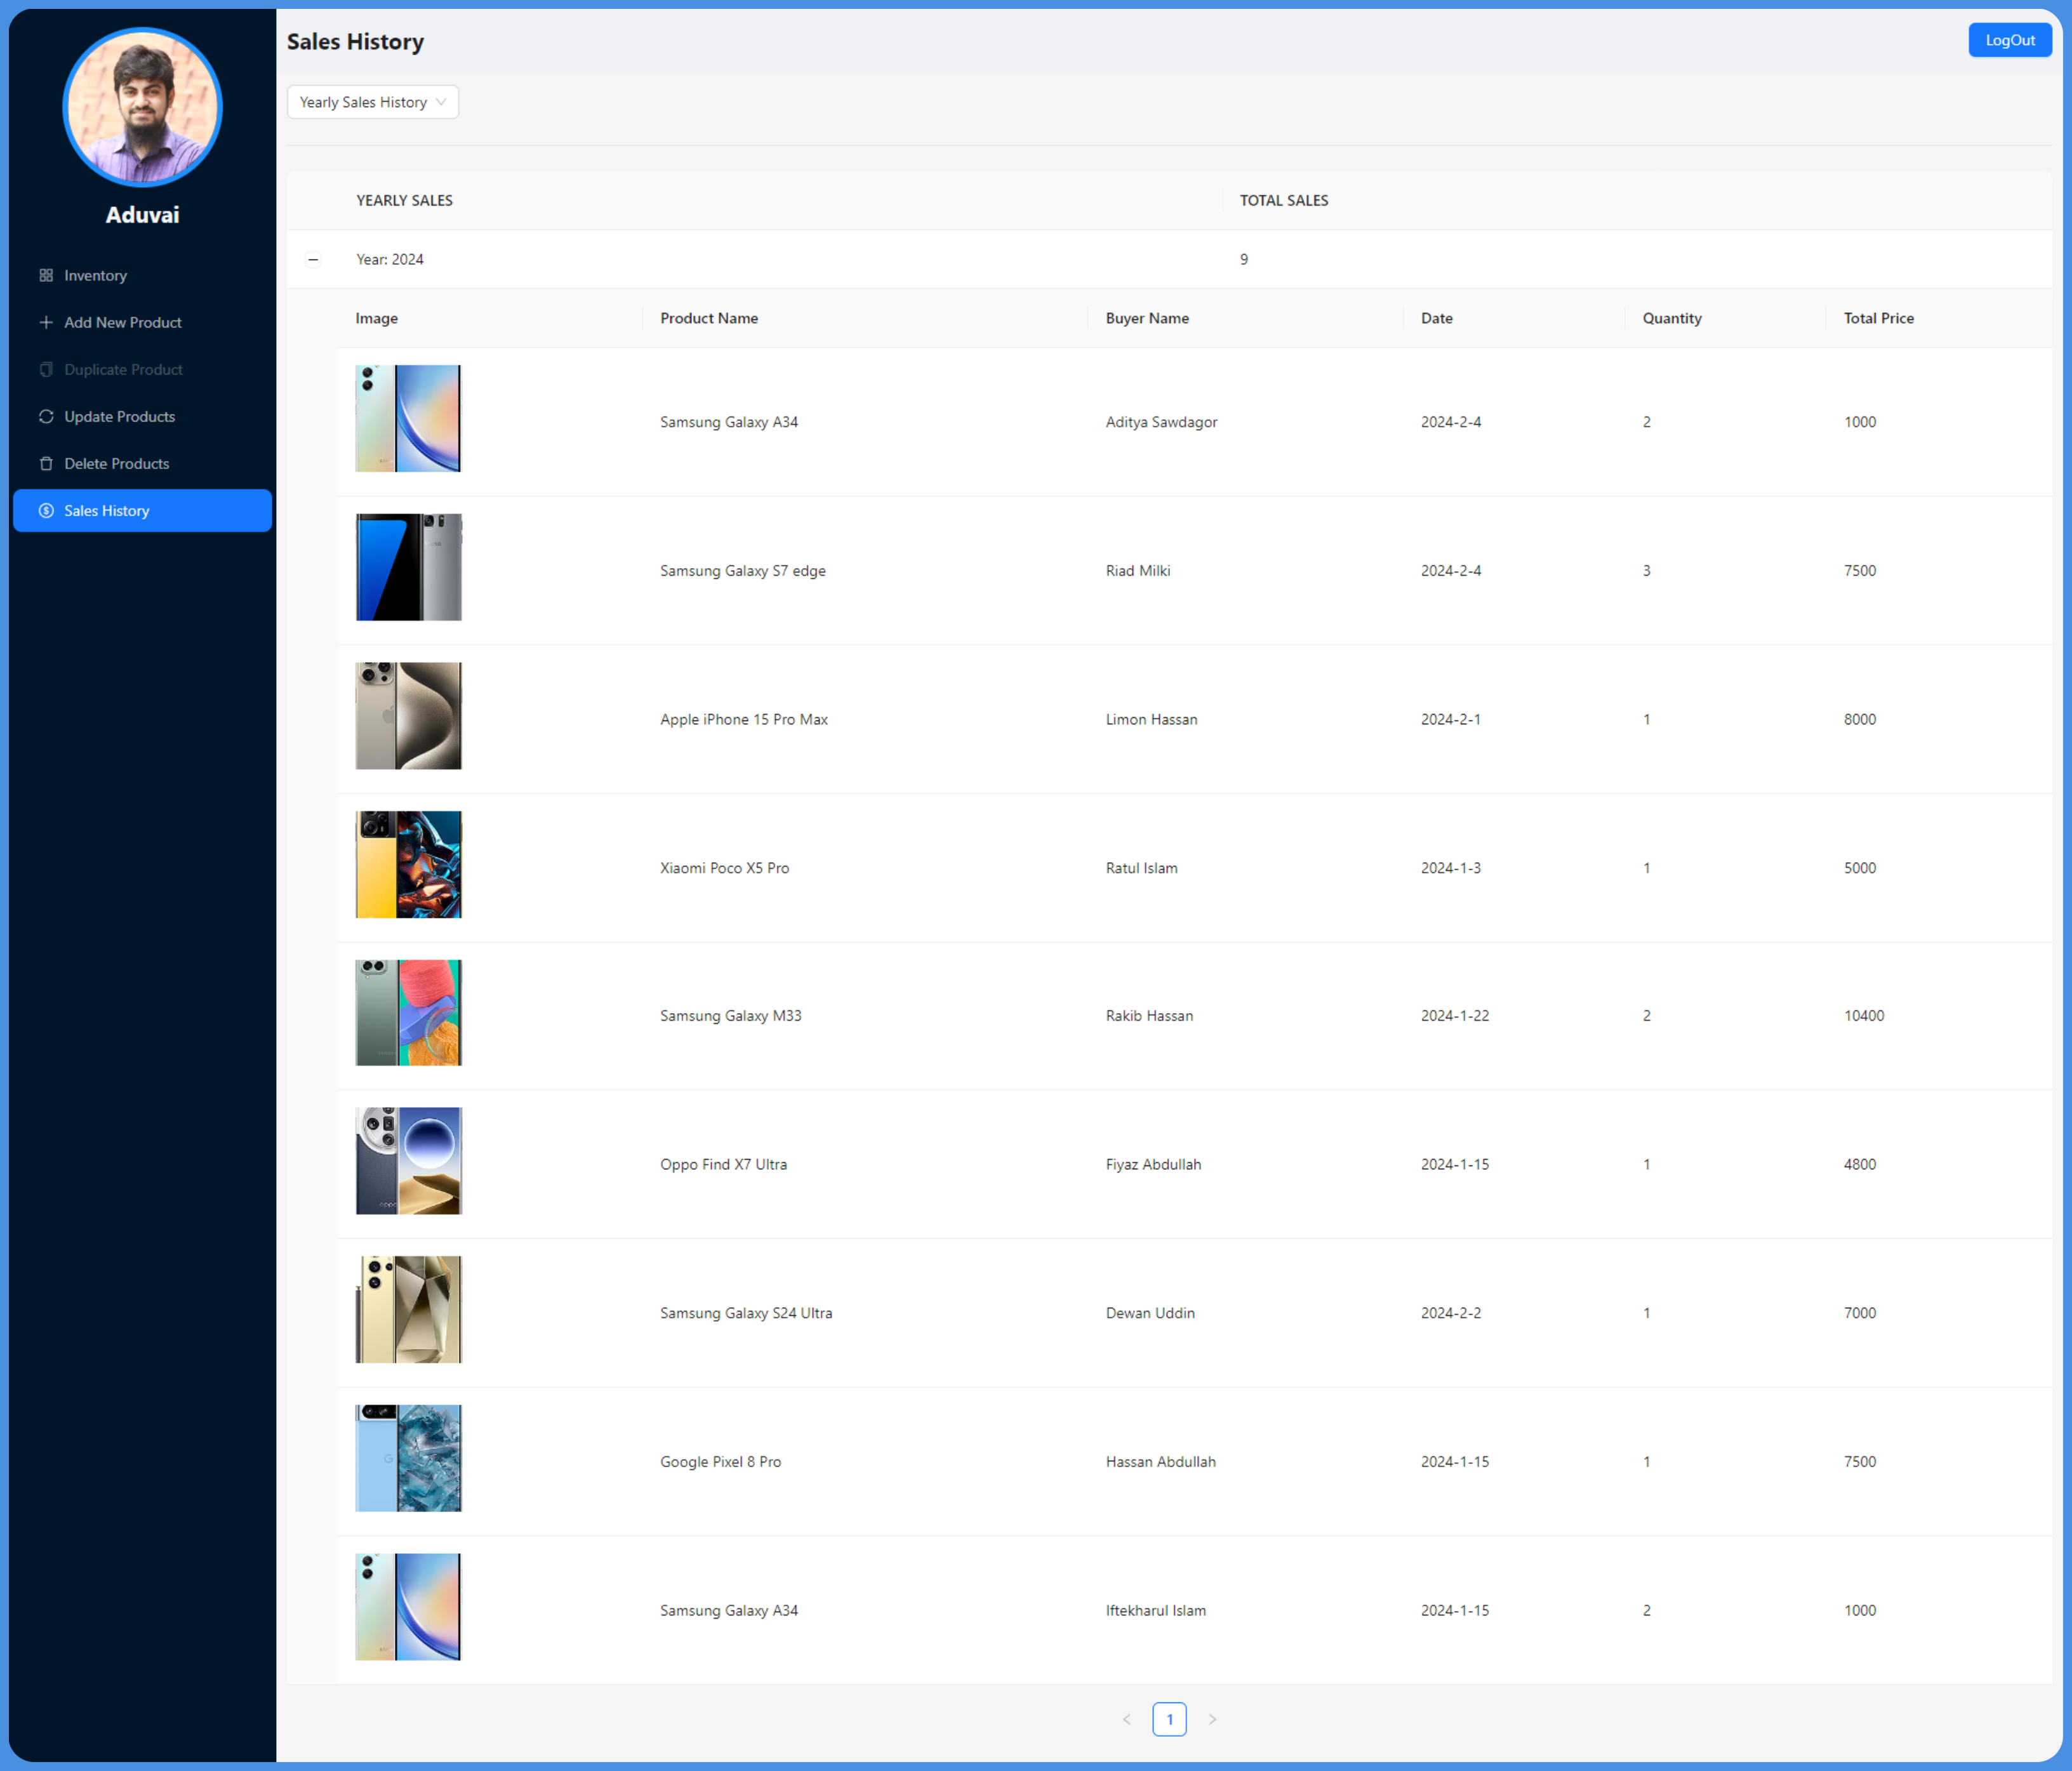 Sales History
LogOut
Yearly Sales History
Aduvai
Inventory
Add New Product
Duplicate Product
Update Products
Delete Products
Sales History
YEARLY SALES TOTAL SALES
Year: 2024 9
Image Product Name Buyer Name Date Quantity Total Price
Samsung Galaxy A34 Aditya Sawdagor 2024-2-4 2 1000
Samsung Galaxy S7 edge Riad Milki 2024-2-4 3 7500
Apple iPhone 15 Pro Max Limon Hassan 2024-2-1 1 8000
Xiaomi Poco X5 Pro Ratul Islam 2024-1-3 1 5000
Samsung Galaxy M33 Rakib Hassan 2024-1-22 2 10400
Oppo Find X7 Ultra Fiyaz Abdullah 2024-1-15 1 4800
Samsung Galaxy S24 Ultra Dewan Uddin 2024-2-2 1 7000
Google Pixel 8 Pro Hassan Abdullah 2024-1-15 1 7500
Samsung Galaxy A34 Iftekharul Islam 2024-1-15 2 1000
< 1 >